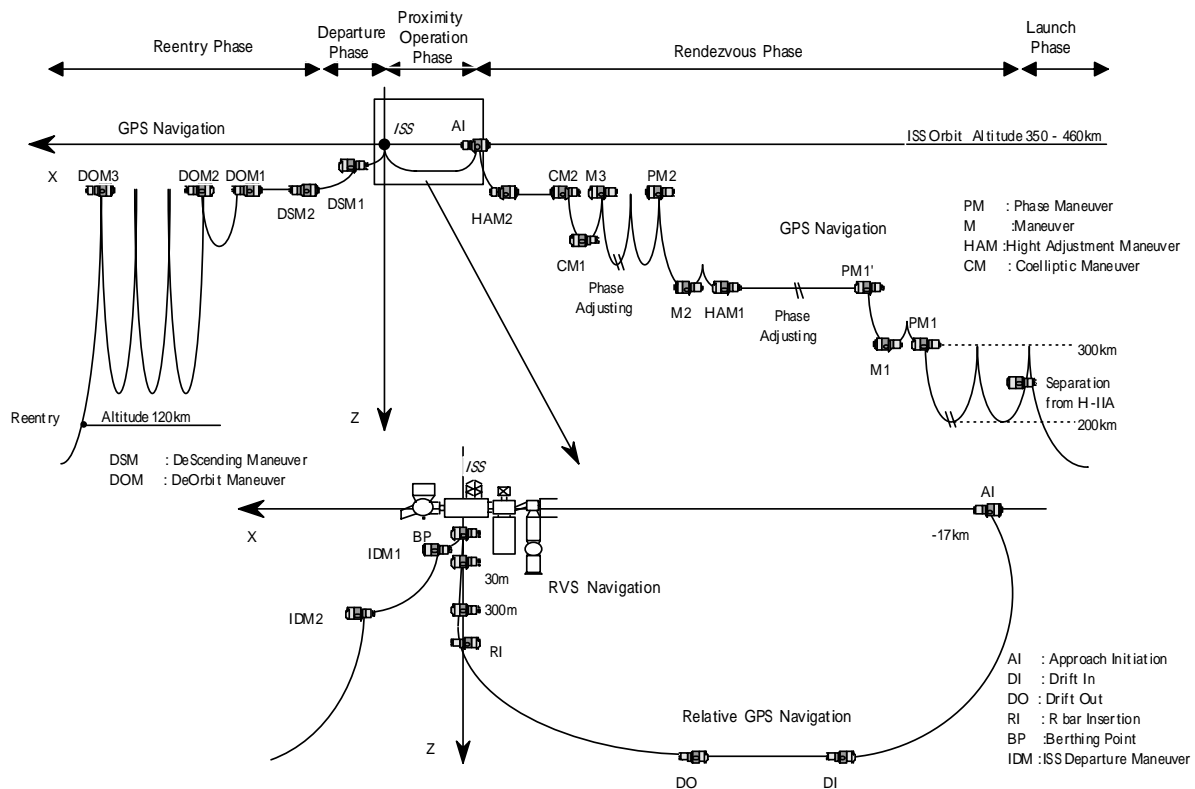 Reentry Phase
Departure
Phase
Proximity
Operation
Phase
Rendezvous Phase
Launch
Phase
GPS Navigation
ISS
AI
ISS Orbit Altitude 350 - 460km
X
DOM3
DOM2
DOM1
DSM2
DSM1
HAM2
CM2
M3
PM2
CM1
Phase
Adjusting
GPS Navigation
PM : Phase Maneuver
M :Maneuver
HAM :Hight Adjustment Maneuver
CM : Coelliptic Maneuver
M2
HAM1
Phase
Adjusting
PM1'
PM1
M1
300km
Separation
from H-IIA
200km
Reentry
Altitude 120km
Z
DSM : DeScending Maneuver
DOM : DeOrbit Maneuver
ISS
X
AI
-17km
BP
IDM1
30m
RVS Navigation
300m
IDM2
RI
Relative GPS Navigation
Z
DO
DI
AI : Approach Initiation
DI : Drift In
DO : Drift Out
RI : R bar Insertion
BP :Berthing Point
IDM :ISS Departure Maneuver